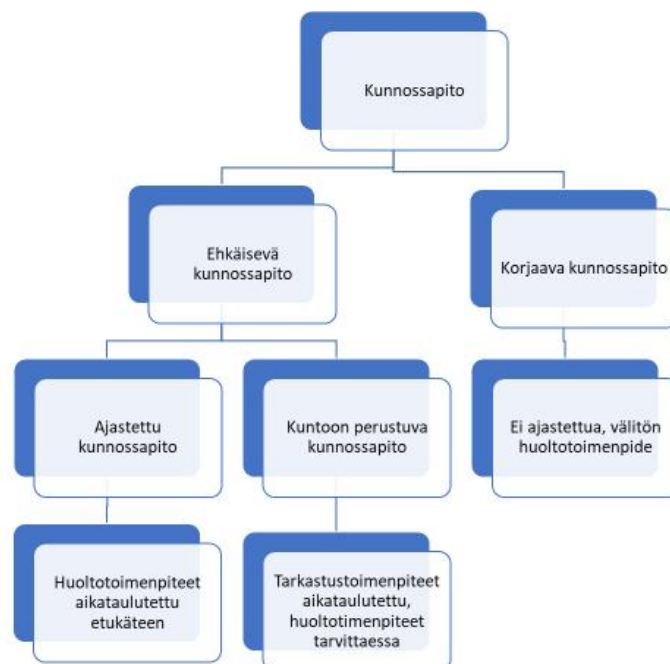 Kunnossapito
Ehkäisevä
kunnossapito
Korjaava kunnossapito
Ajastettu
kunnossapito
Kuntoon perustuva
kunnossapito
Ei ajastettua, välitön
huoltotoimenpide
Huoltotoimenpiteet
aikataulutettu
etukäteen
Tarkastustoimenpiteet
aikataulutettu,
huoltotimenpiteet
tarvittaessa